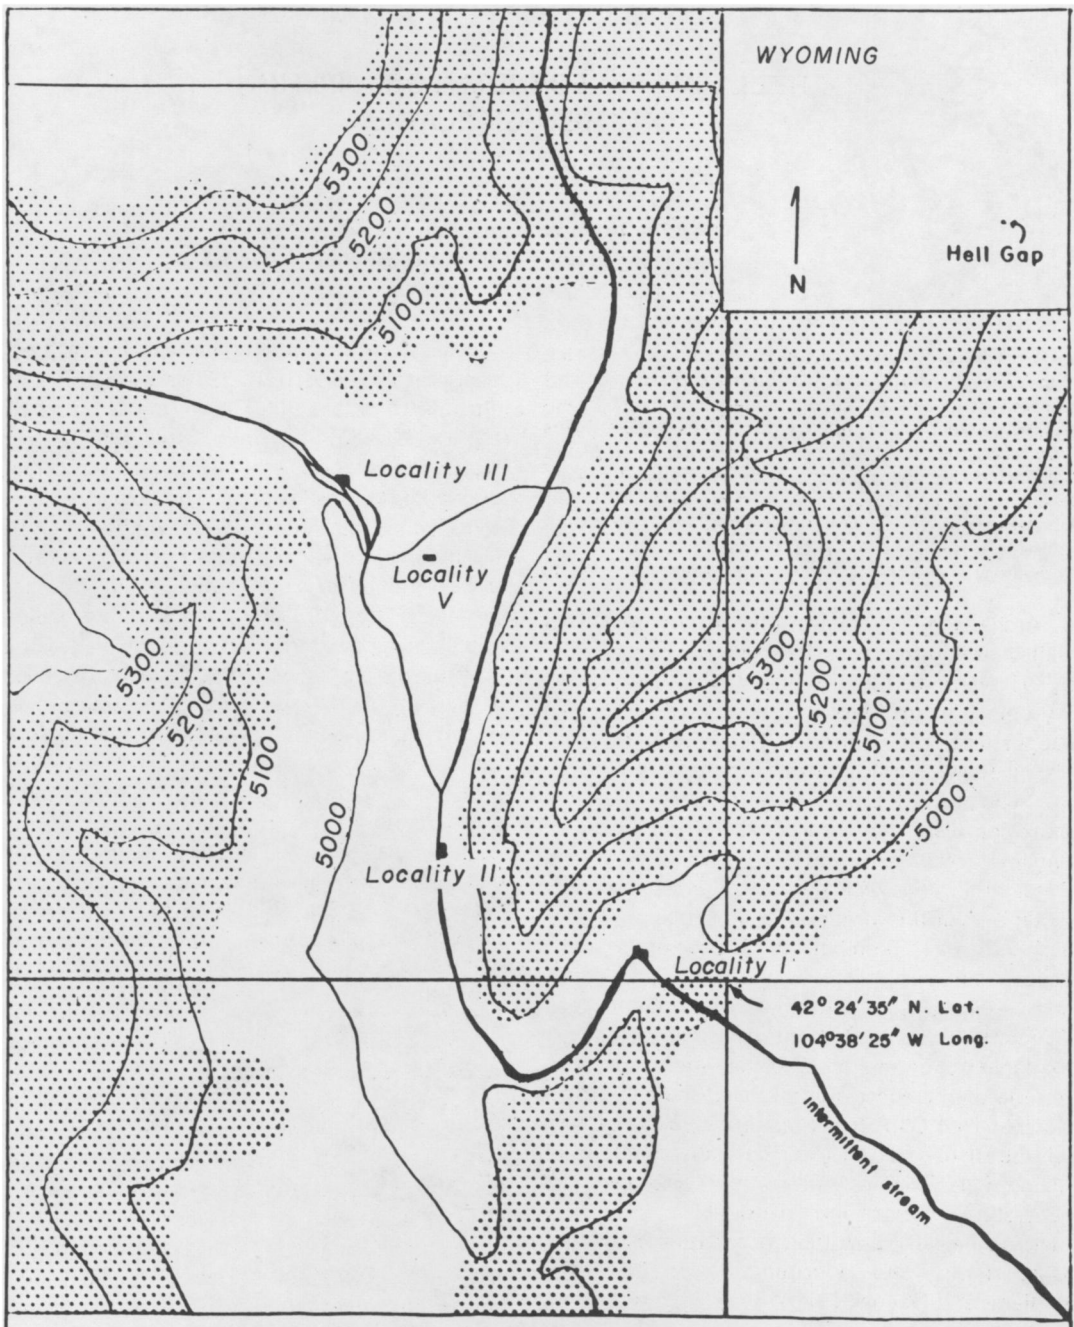 WYOMING
N
Hell Gap
5300
5200
5100
Locality III
Locality
V
5300
5200
5100
5300
5200
5100
5000
5000
Locality II
Locality I
42° 24' 35" N. Lat.
104° 38' 25" W Long.
Intermittent stream